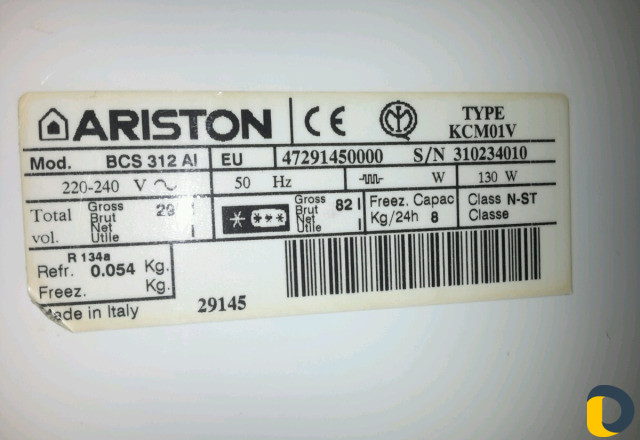 ARISTON CE TYPE
KCM01V
Mod. BCS 312 AI EU 47291450000 S/N 310234010
220-240 V 50 Hz W 130 W
Total vol. Gross Brut Net Utile l * *** Gross Brut Net Utile 82 l Freez. Capac Kg/24h 8 Class N-ST Classe
R 134a
Refr. 0.054 Kg.
Freez. Kg.
Made in Italy 29145